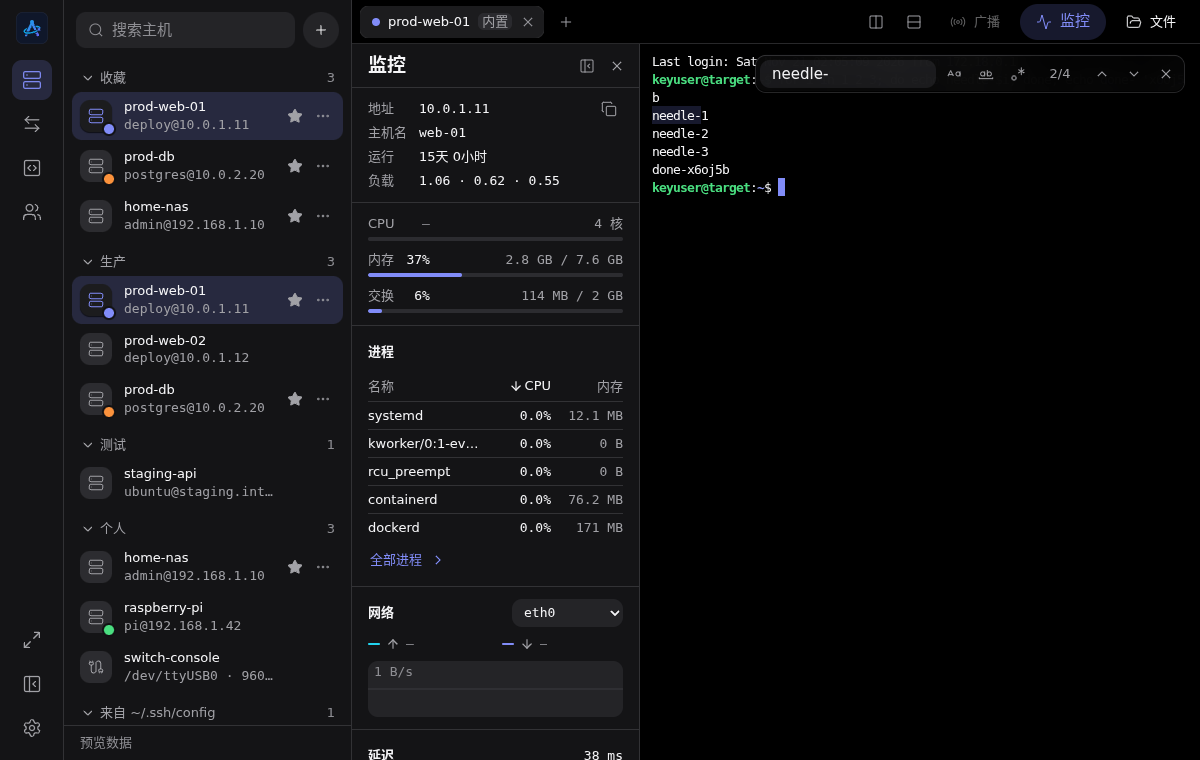 搜索主机
收藏 3
prod-web-01
deploy@10.0.1.11
prod-db
postgres@10.0.2.20
home-nas
admin@192.168.1.10
生产 3
prod-web-01
deploy@10.0.1.11
prod-web-02
deploy@10.0.1.12
prod-db
postgres@10.0.2.20
测试 1
staging-api
ubuntu@staging.int…
个人 3
home-nas
admin@192.168.1.10
raspberry-pi
pi@192.168.1.42
switch-console
/dev/ttyUSB0 · 960…
来自 ~/.ssh/config 1
预览数据
prod-web-01 内置
广播 监控 文件
监控
地址 10.0.1.11
主机名 web-01
运行 15天 0小时
负载 1.06 · 0.62 · 0.55
CPU — 4 核
内存 37% 2.8 GB / 7.6 GB
交换 6% 114 MB / 2 GB
进程
名称 CPU 内存
systemd 0.0% 12.1 MB
kworker/0:1-ev… 0.0% 0 B
rcu_preempt 0.0% 0 B
containerd 0.0% 76.2 MB
dockerd 0.0% 171 MB
全部进程
网络 eth0
↑ — ↓ —
1 B/s
延迟 38 ms
Last login: Sat
keyuser@target:
b
needle-1
needle-2
needle-3
done-x6oj5b
keyuser@target:~$
needle- Aa ab .* 2/4